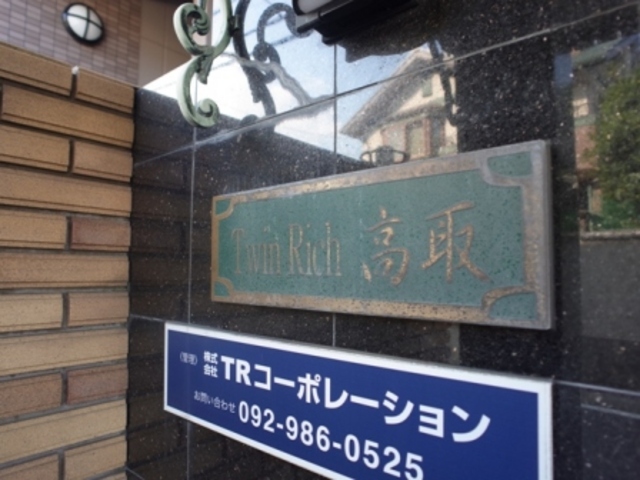 Twin Rich 高取
(管理) 株式会社 TRコーポレーション
お問い合わせ 092-986-0525